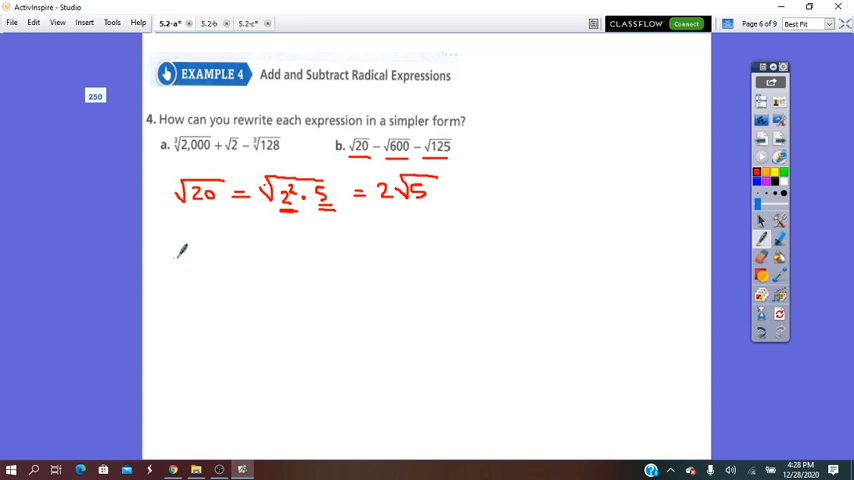 ActivInspire - Studio
File Edit View Insert Tools Help
5.2-a* 5.2-b 5.2-c*
CLASSFLOW Connect
Page 6 of 9 Best Fit
EXAMPLE 4 Add and Subtract Radical Expressions
250
4. How can you rewrite each expression in a simpler form?
a. ∛2,000 + √2 − ∛128 b. √20 − √600 − √125
√20 = √2² · 5 = 2√5
4:28 PM
12/28/2020